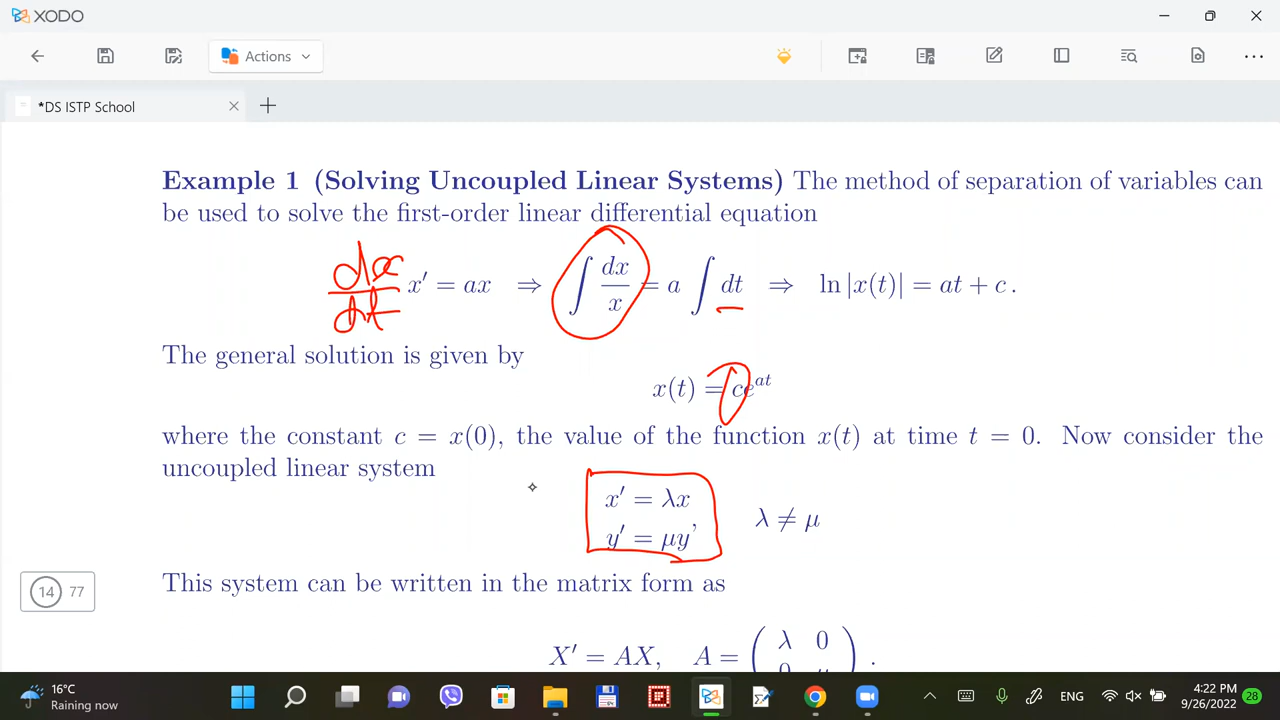 XODO
Actions
*DS ISTP School
Example 1 (Solving Uncoupled Linear Systems) The method of separation of variables can
be used to solve the first-order linear differential equation
dx/dt x′ = ax ⇒ ∫ dx/x = a ∫ dt ⇒ ln |x(t)| = at + c .
The general solution is given by
x(t) = ce^{at}
where the constant c = x(0), the value of the function x(t) at time t = 0. Now consider the
uncoupled linear system
x′ = λx
y′ = μy , λ ≠ μ
This system can be written in the matrix form as
X′ = AX, A = ( λ 0
0 μ ) .
14 77
16°C
Raining now
ENG
4:22 PM
9/26/2022
28